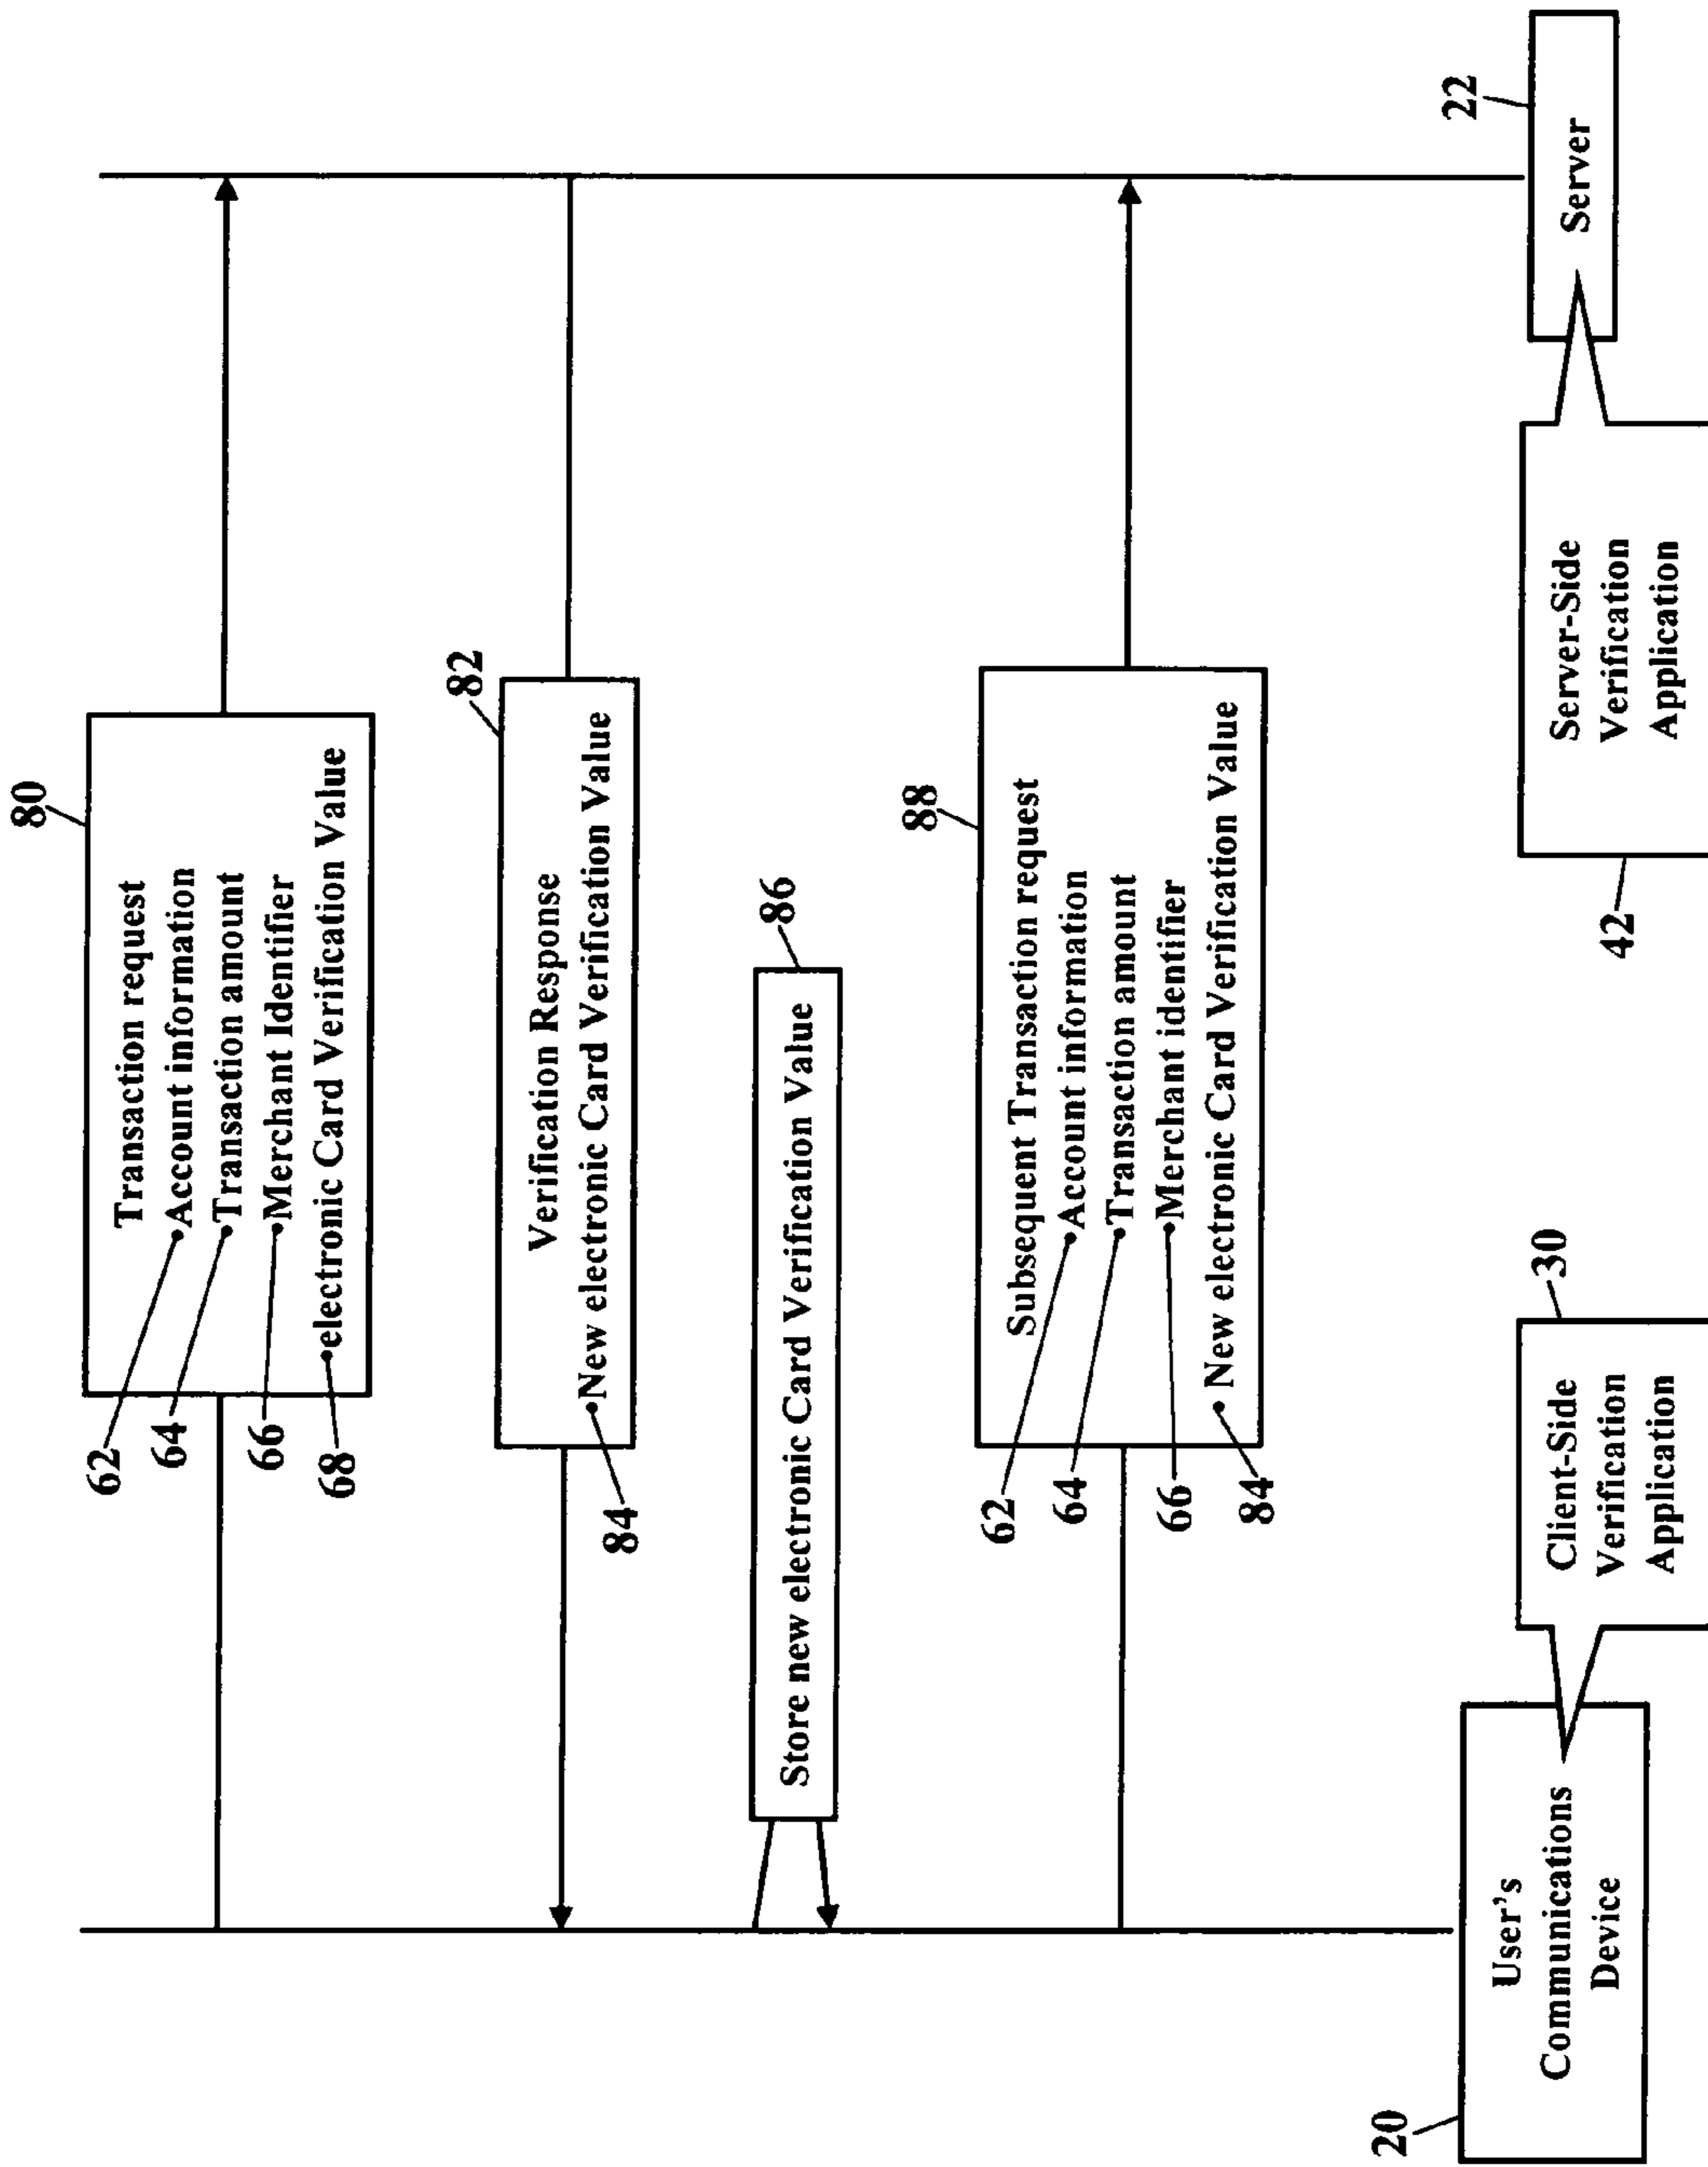 80
Transaction request
62
•Account information
64
•Transaction amount
66
•Merchant Identifier
68
•electronic Card Verification Value
82
Verification Response
84
•New electronic Card Verification Value
86
Store new electronic Card Verification Value
88
Subsequent Transaction request
62
•Account information
64
•Transaction amount
66
•Merchant identifier
84
•New electronic Card Verification Value
20
User's
Communications
Device
30
Client-Side
Verification
Application
42
Server-Side
Verification
Application
22
Server